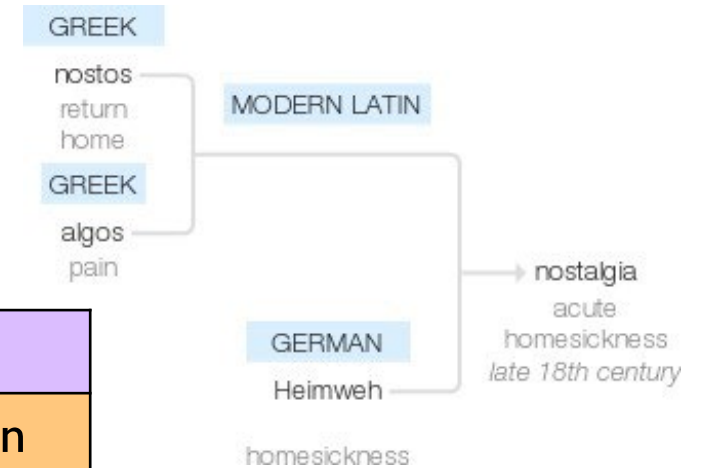 GREEK
nostos
return
home
GREEK
algos
pain
MODERN LATIN
GERMAN
Heimweh
homesickness
nostalgia
acute
homesickness
late 18th century
n